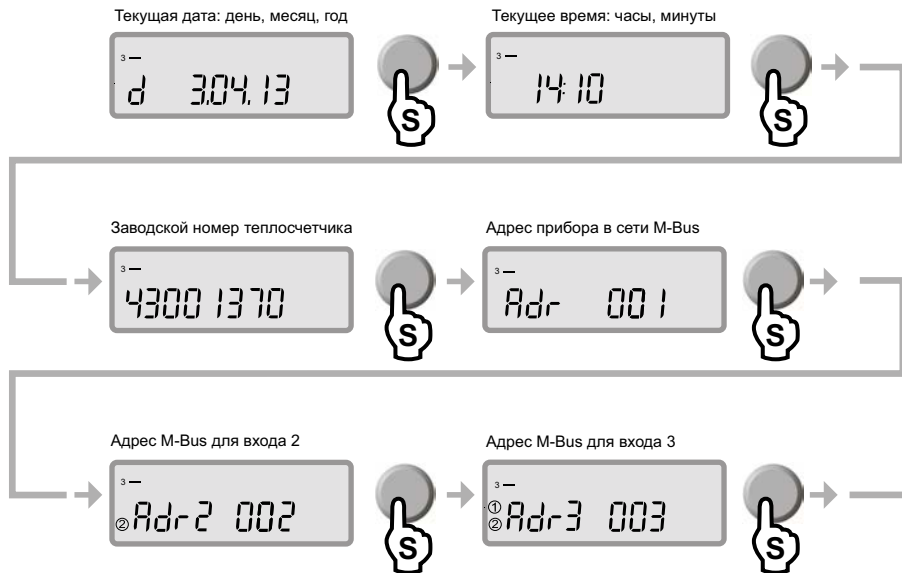 Текущая дата: день, месяц, год
Текущее время: часы, минуты
3
d 3.04.13
S
3
14:10
S
Заводской номер теплосчетчика
Адрес прибора в сети M-Bus
3
43001370
S
3
Adr 001
S
Адрес M-Bus для входа 2
Адрес M-Bus для входа 3
3
② Adr2 002
S
3
①
② Adr3 003
S